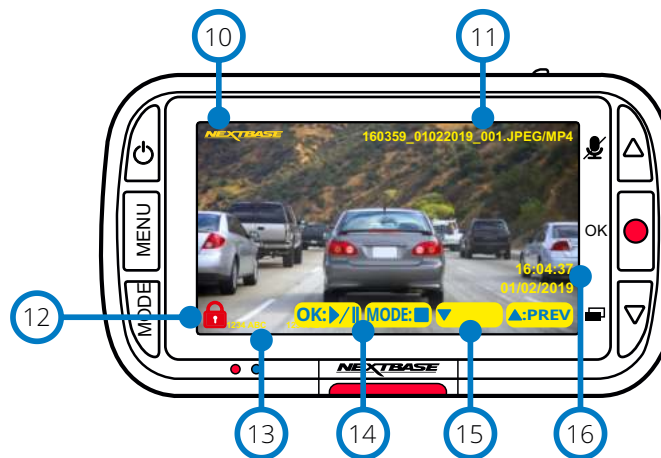 10
11
NEXTBASE
160359_01022019_001.JPEG/MP4
MENU
OK
16:04:37
01/02/2019
MODE
12
OK:▶/II
MODE:■
▼
▲:PREV
NEXTBASE
13
14
15
16